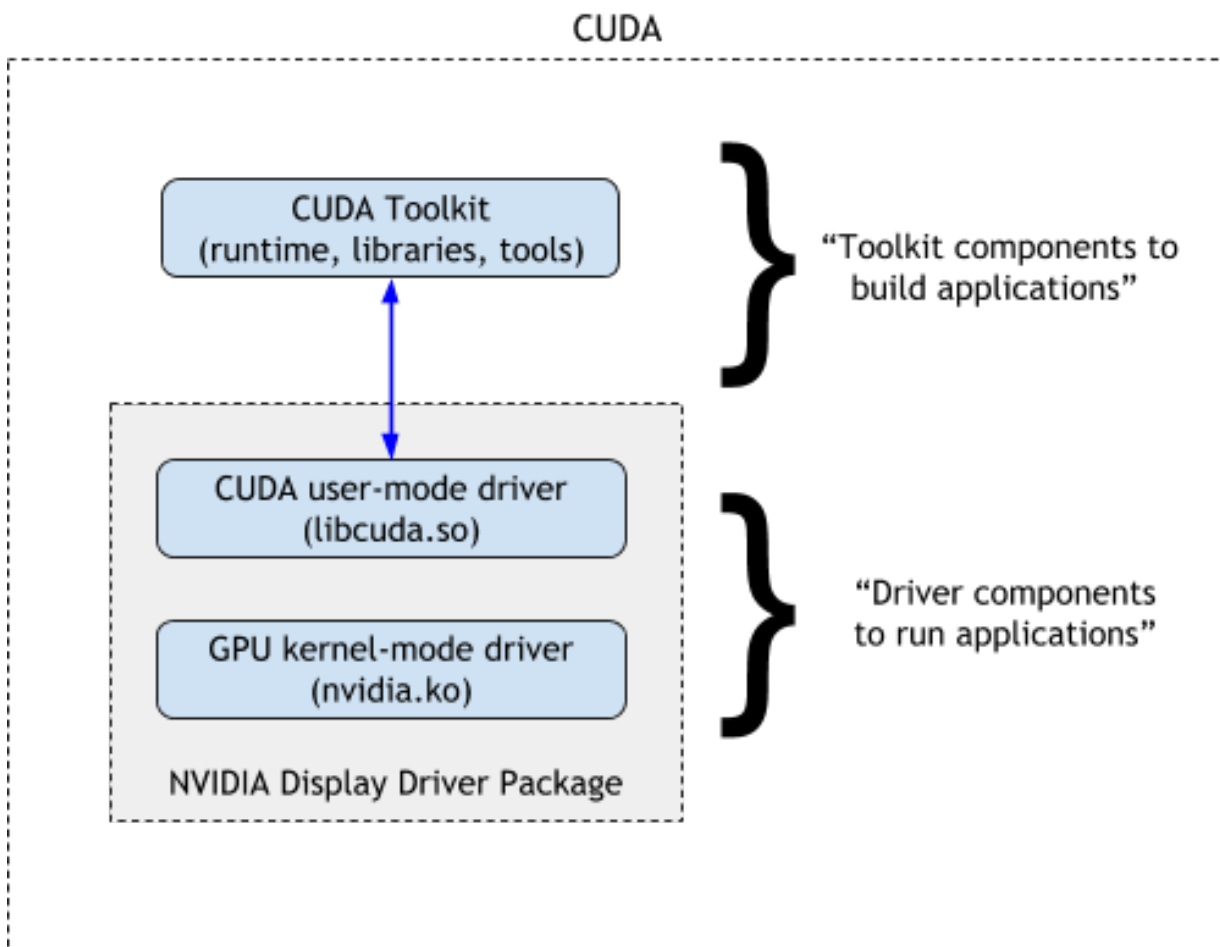 CUDA
CUDA Toolkit
(runtime, libraries, tools)
“Toolkit components to
build applications”
CUDA user-mode driver
(libcuda.so)
GPU kernel-mode driver
(nvidia.ko)
NVIDIA Display Driver Package
“Driver components
to run applications”